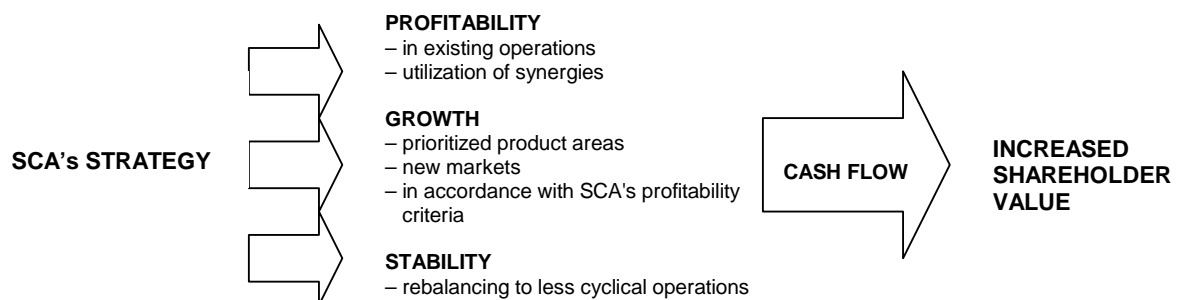 SCA's STRATEGY
PROFITABILITY
– in existing operations
– utilization of synergies
GROWTH
– prioritized product areas
– new markets
– in accordance with SCA's profitability
criteria
STABILITY
– rebalancing to less cyclical operations
CASH FLOW
INCREASED
SHAREHOLDER
VALUE